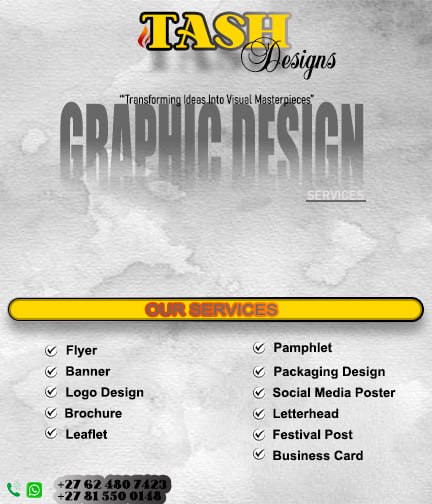 TASH
Designs
"Transforming Ideas Into Visual Masterpieces"
GRAPHIC DESIGN
SERVICES
OUR SERVICES
Flyer
Banner
Logo Design
Brochure
Leaflet
Pamphlet
Packaging Design
Social Media Poster
Letterhead
Festival Post
Business Card
+27 62 480 7423
+27 81 550 0148